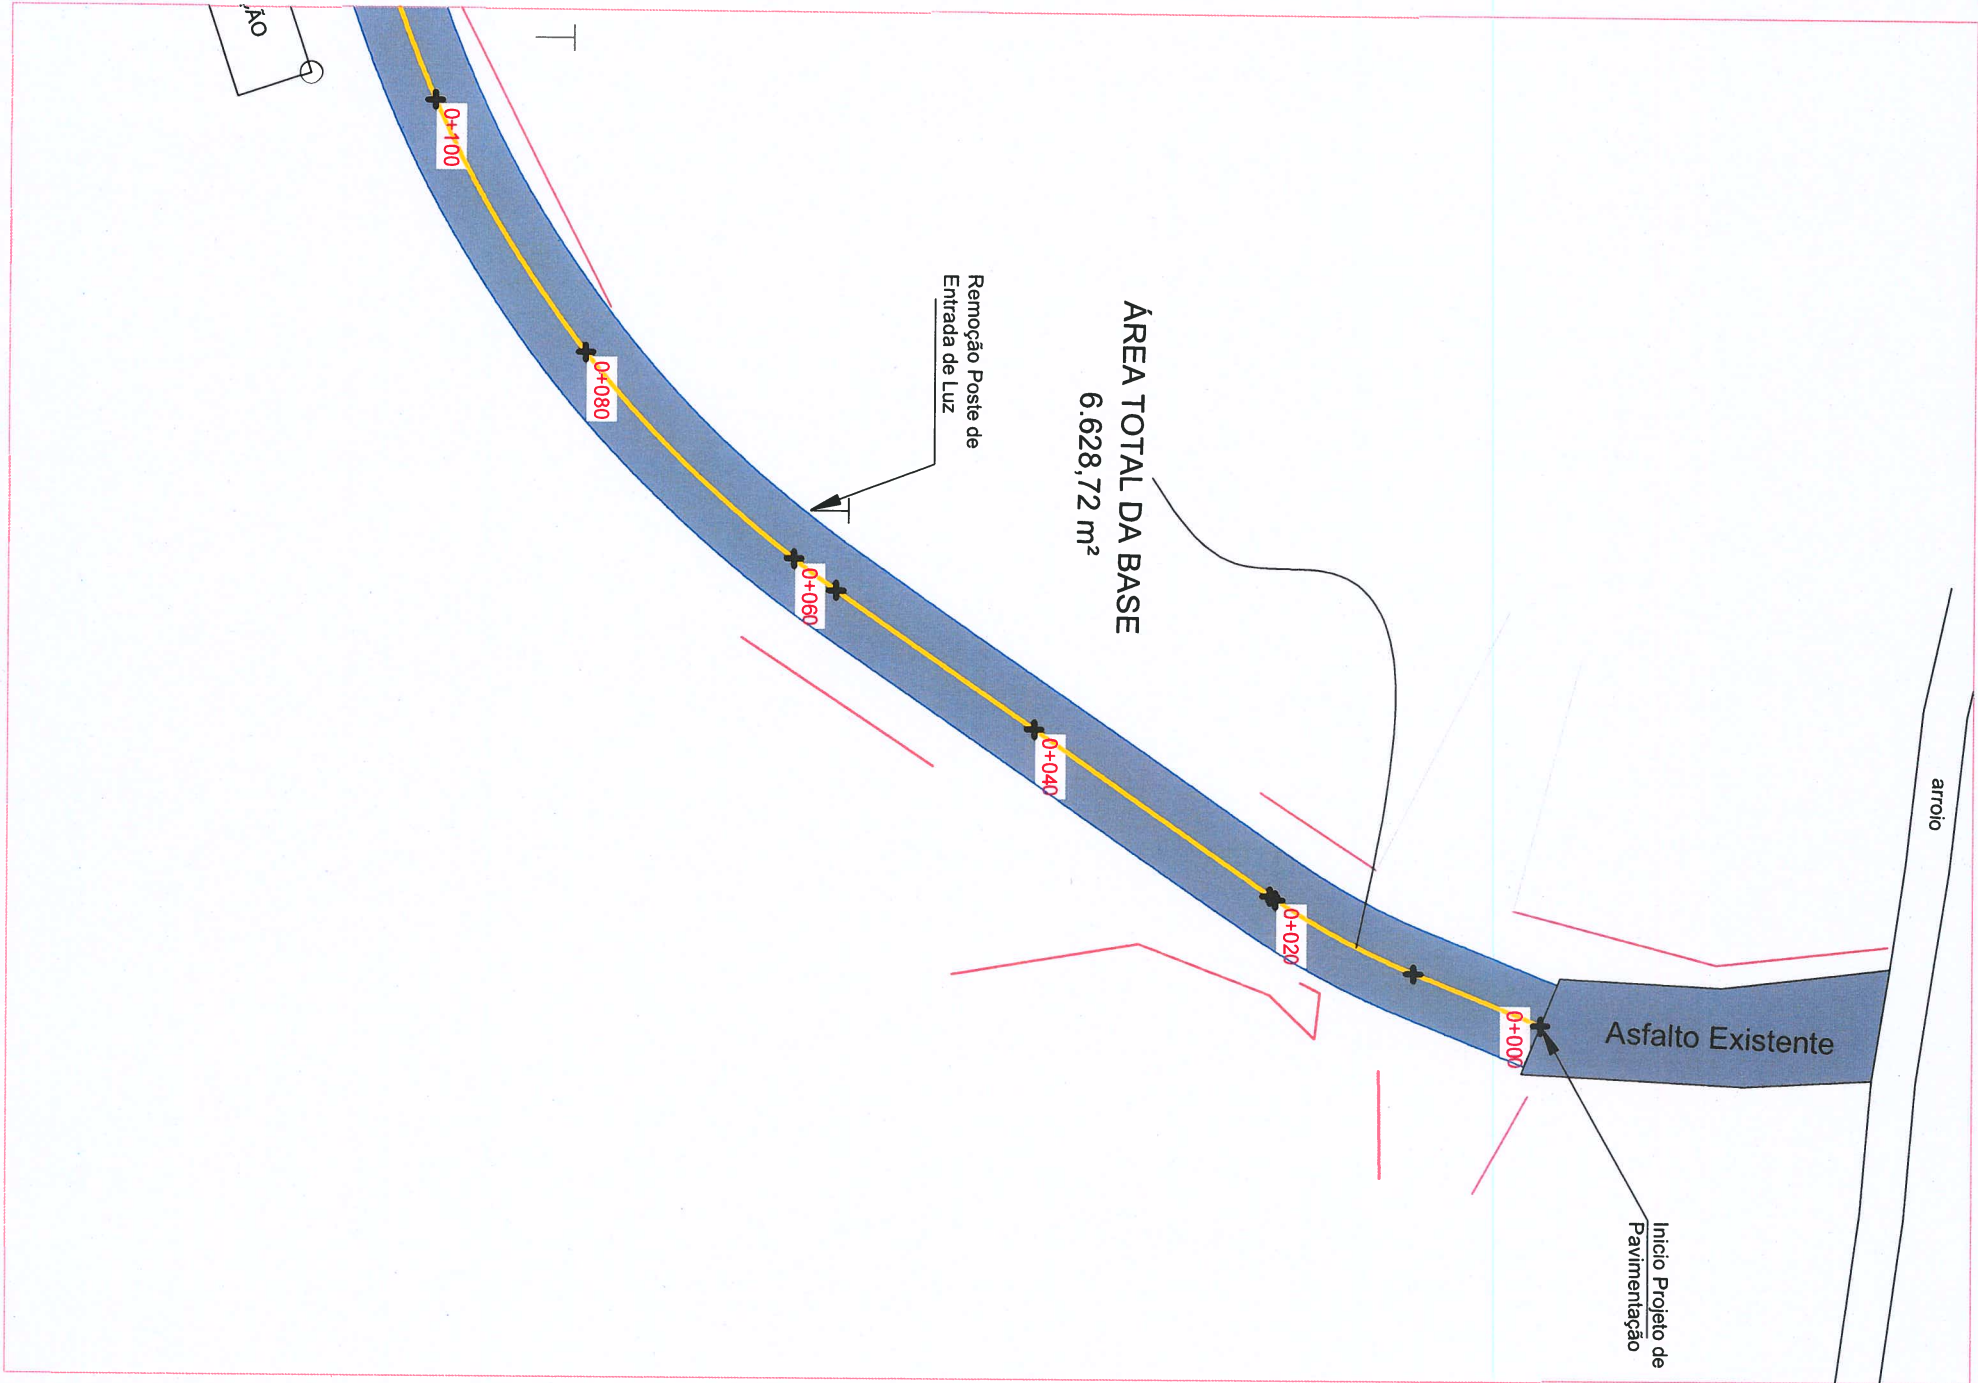 0+100
0+080
Remoção Poste de
Entrada de Luz
ÁREA TOTAL DA BASE
6.628,72 m²
0+060
0+040
0+020
0+000
arroio
Asfalto Existente
Inicio Projeto de
Pavimentação